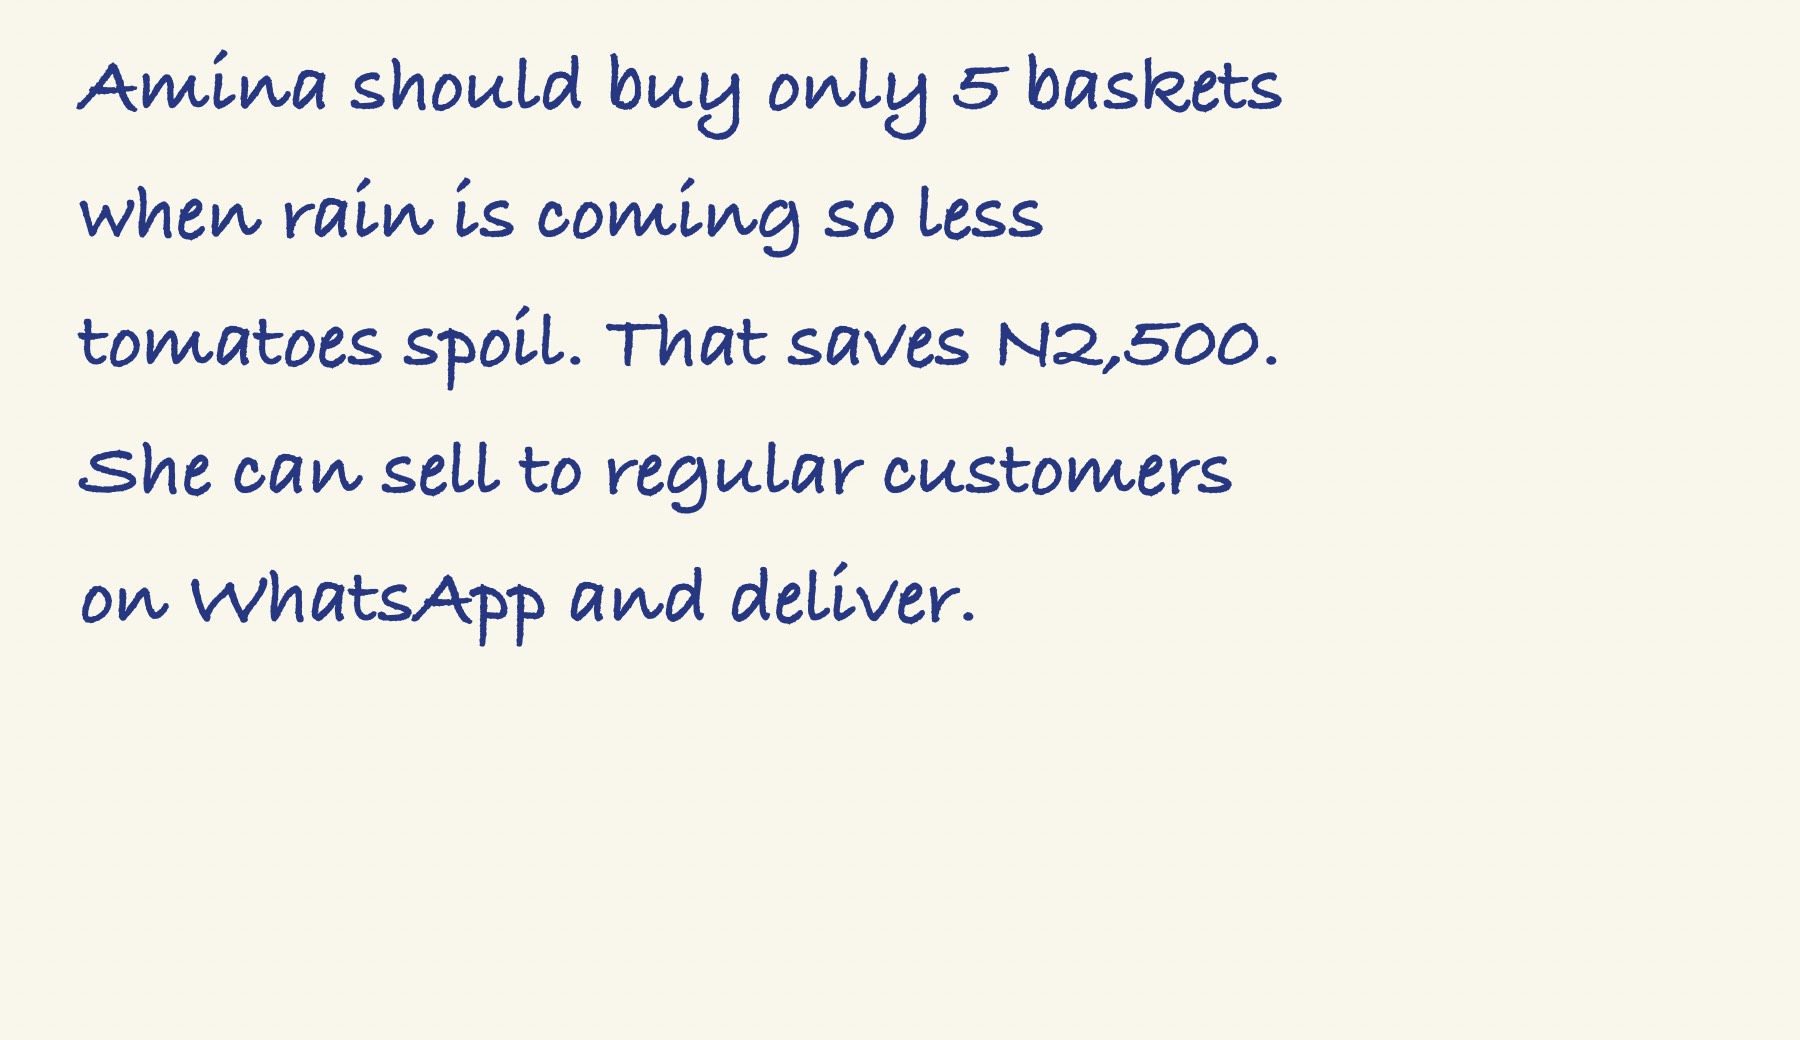 Amina should buy only 5 baskets
when rain is coming so less
tomatoes spoil. That saves N2,500.
She can sell to regular customers
on WhatsApp and deliver.